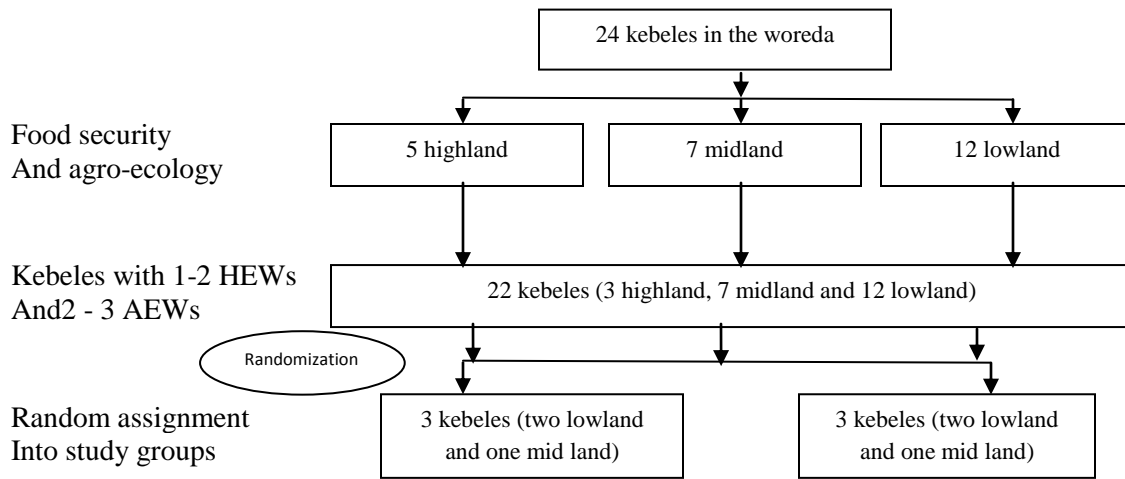 24 kebeles in the woreda
Food security
And agro-ecology
5 highland
7 midland
12 lowland
Kebeles with 1-2 HEWs
And2 - 3 AEWs
22 kebeles (3 highland, 7 midland and 12 lowland)
Randomization
Random assignment
Into study groups
3 kebeles (two lowland
and one mid land)
3 kebeles (two lowland
and one mid land)